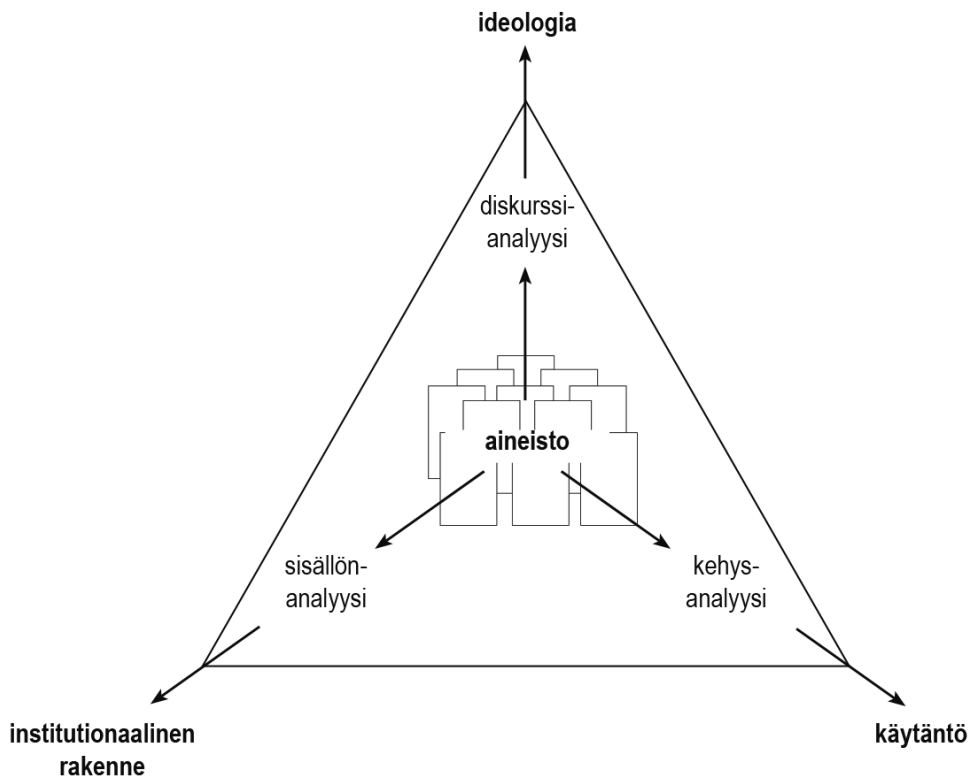 ideologia
diskurssi-
analyysi
aineisto
sisällön-
analyysi
kehys-
analyysi
institutionaalinen
rakenne
käytäntö